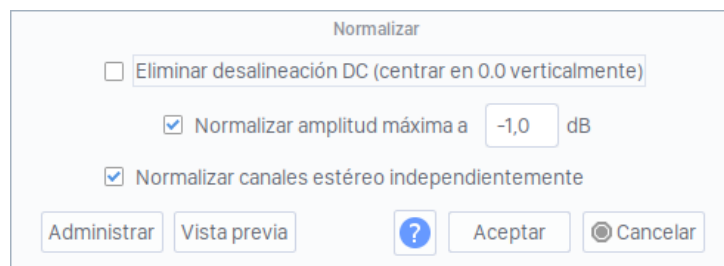 Normalizar
Eliminar desalineación DC (centrar en 0.0 verticalmente)
Normalizar amplitud máxima a -1,0 dB
Normalizar canales estéreo independientemente
Administrar Vista previa ? Aceptar Cancelar